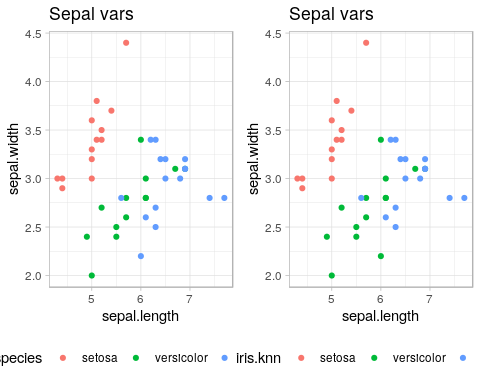 Sepal vars Sepal vars
4.5 4.5
4.0 4.0
3.5 3.5
3.0 3.0
2.5 2.5
2.0 2.0
sepal.width sepal.width
5 6 7 5 6 7
sepal.length sepal.length
species setosa versicolor iris.knn setosa versicolor